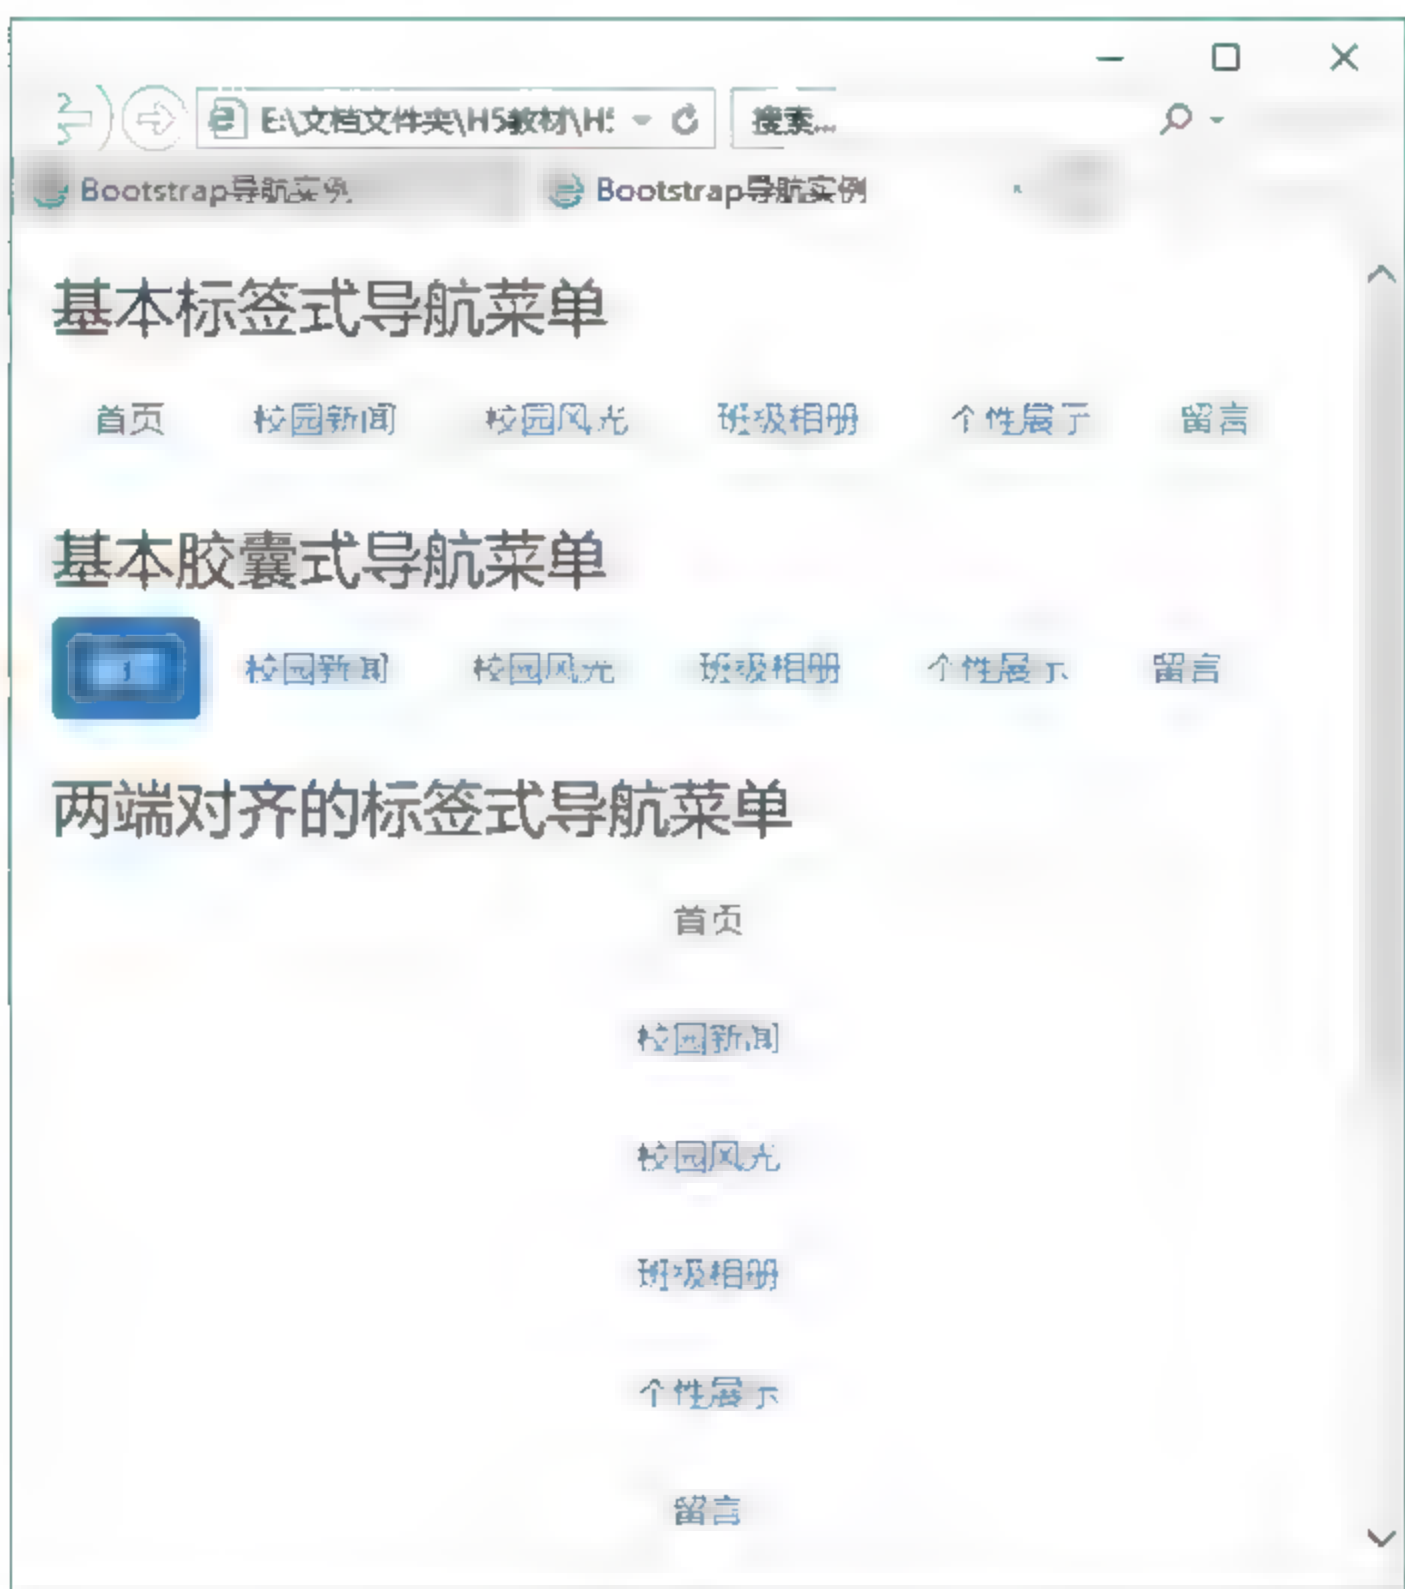 E:\文档文件夹\H5教材\H! 搜索...
Bootstrap导航实例 Bootstrap导航实例
基本标签式导航菜单
首页 校园新闻 校园风光 班级相册 个性展示 留言
基本胶囊式导航菜单
校园新闻 校园风光 班级相册 个性展示 留言
两端对齐的标签式导航菜单
首页
校园新闻
校园风光
班级相册
个性展示
留言